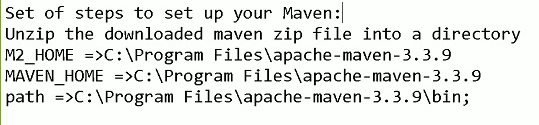 Set of steps to set up your Maven:
Unzip the downloaded maven zip file into a directory
M2_HOME =>C:\Program Files\apache-maven-3.3.9
MAVEN_HOME =>C:\Program Files\apache-maven-3.3.9
path =>C:\Program Files\apache-maven-3.3.9\bin;